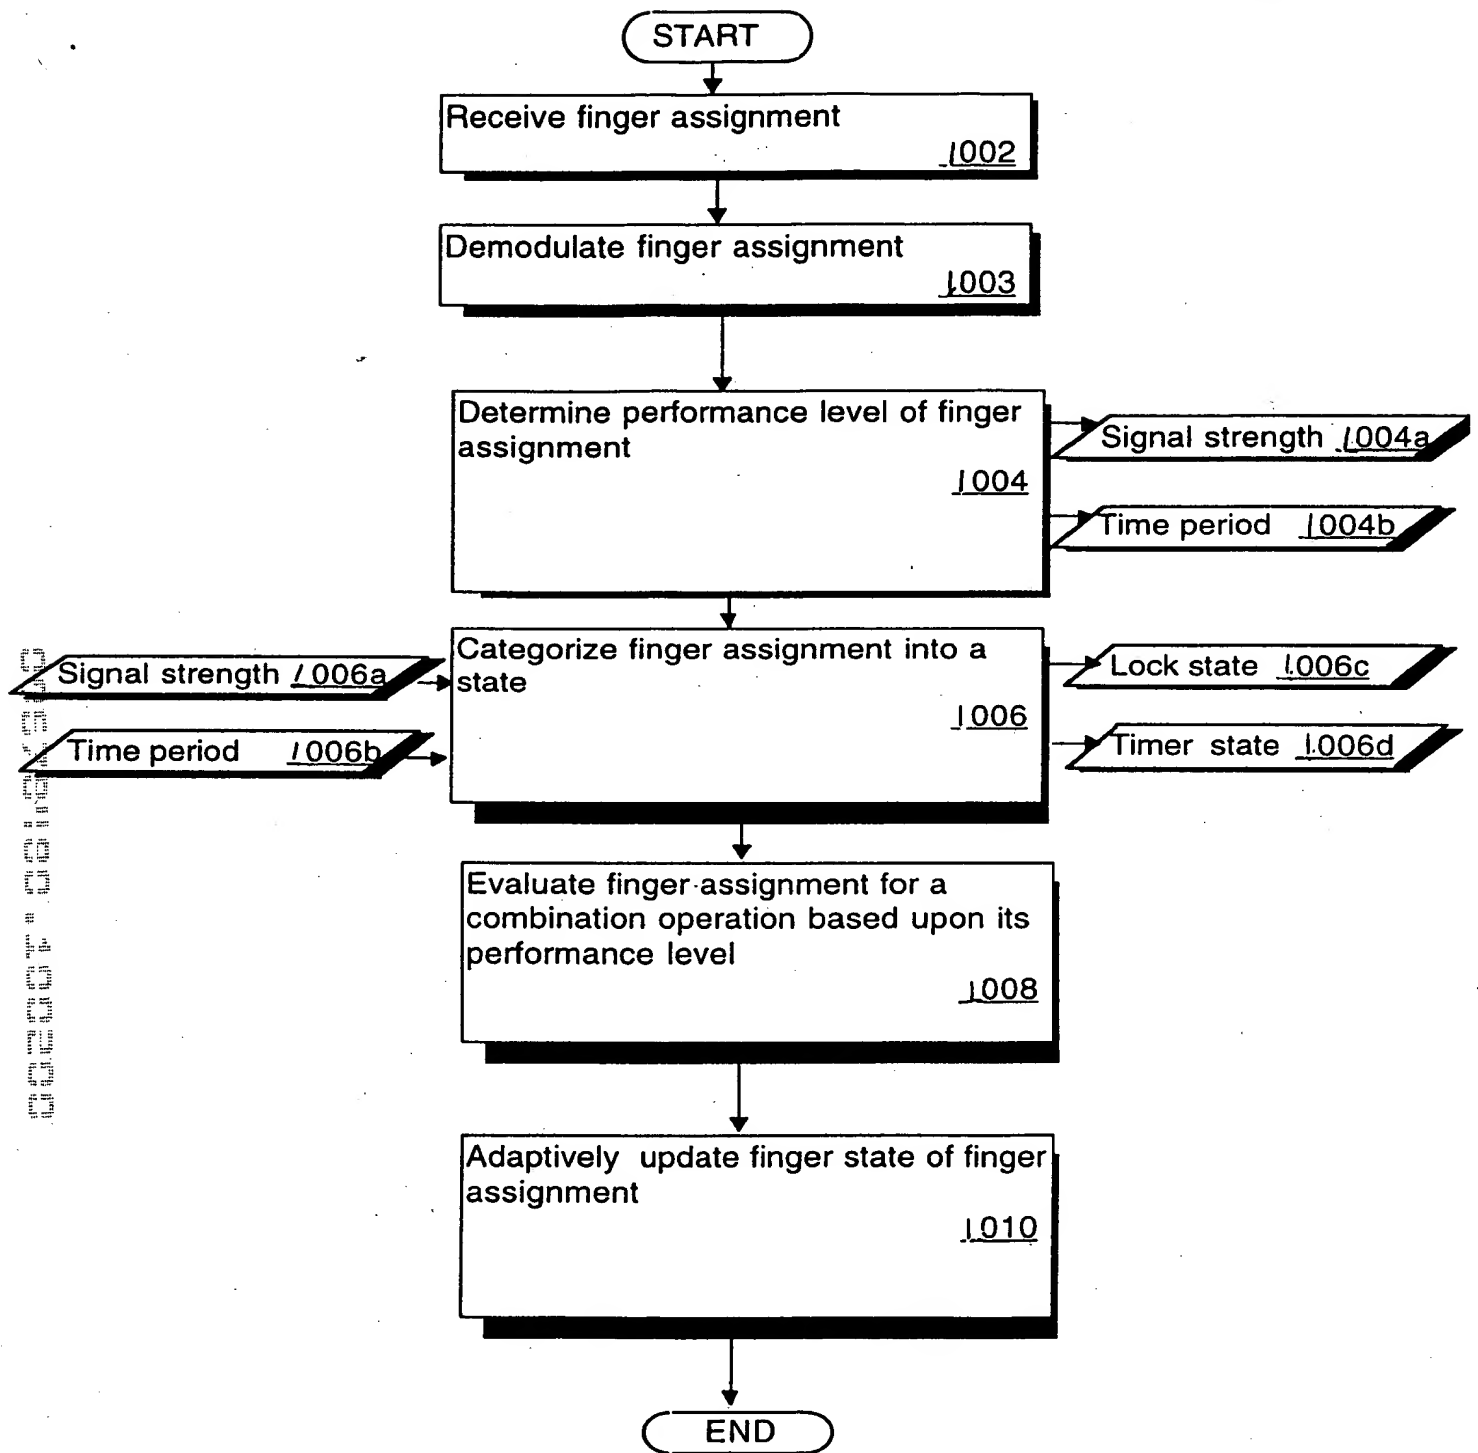 START
Receive finger assignment
1002
Demodulate finger assignment
1003
Determine performance level of finger
assignment
1004
Signal strength 1004a
Time period 1004b
Categorize finger assignment into a
state
1006
Signal strength 1006a
Time period 1006b
Lock state 1006c
Timer state 1006d
Evaluate finger assignment for a
combination operation based upon its
performance level
1008
Adaptively update finger state of finger
assignment
1010
END